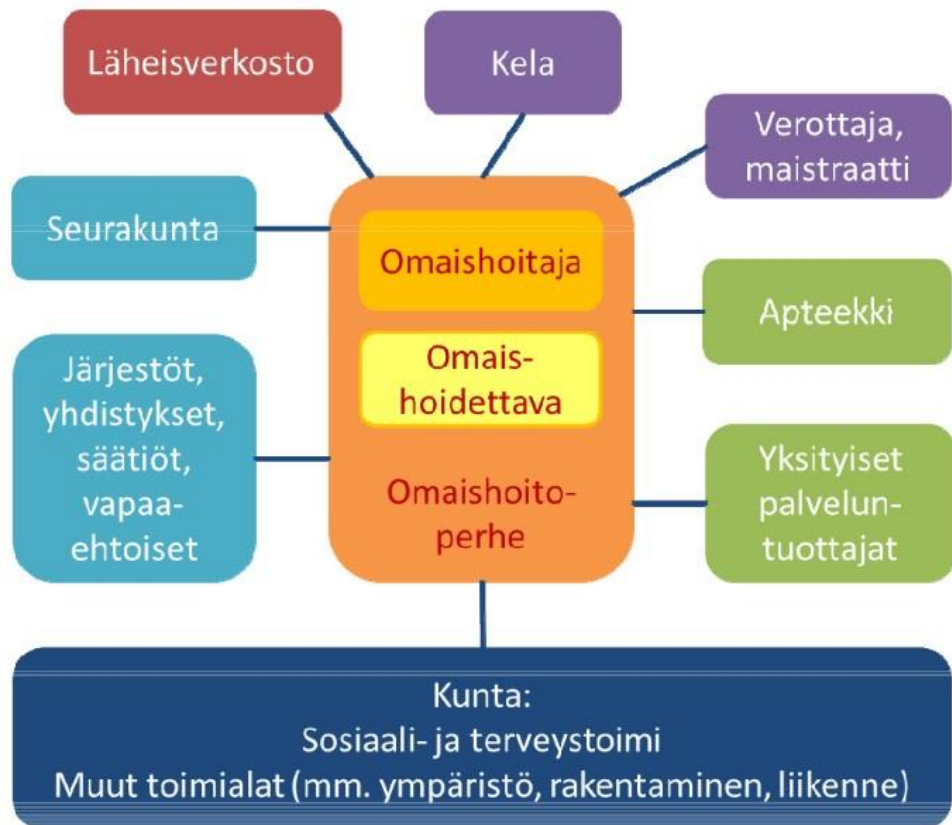 Läheisverkosto
Kela
Verottaja,
maistraatti
Seurakunta
Omaishoitaja
Apteekki
Omais-
hoidettava
Järjestöt,
yhdistykset,
säätiöt,
vapaa-
ehtoiset
Omaishoito-
perhe
Yksityiset
palvelun-
tuottajat
Kunta:
Sosiaali- ja terveystoimi
Muut toimialat (mm. ympäristö, rakentaminen, liikenne)